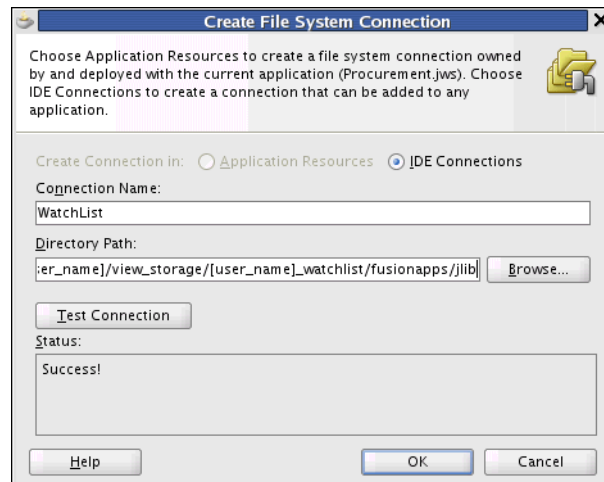 Create File System Connection
Choose Application Resources to create a file system connection owned
by and deployed with the current application (Procurement.jws). Choose
IDE Connections to create a connection that can be added to any
application.
Create Connection in: Application Resources IDE Connections
Connection Name:
WatchList
Directory Path:
er_name]/view_storage/[user_name]_watchlist/fusionapps/jlib Browse...
Test Connection
Status:
Success!
Help OK Cancel